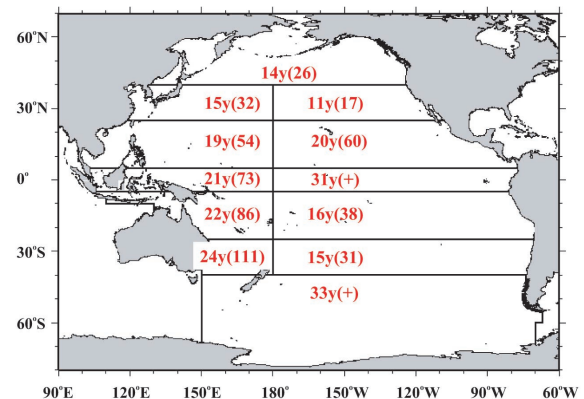 60°N
14y(26)
15y(32) 11y(17)
30°N
19y(54) 20y(60)
21y(73) 31y(+)
0°
22y(86) 16y(38)
30°S
24y(111) 15y(31)
33y(+)
60°S
90°E 120°E 150°E 180° 150°W 120°W 90°W 60°W